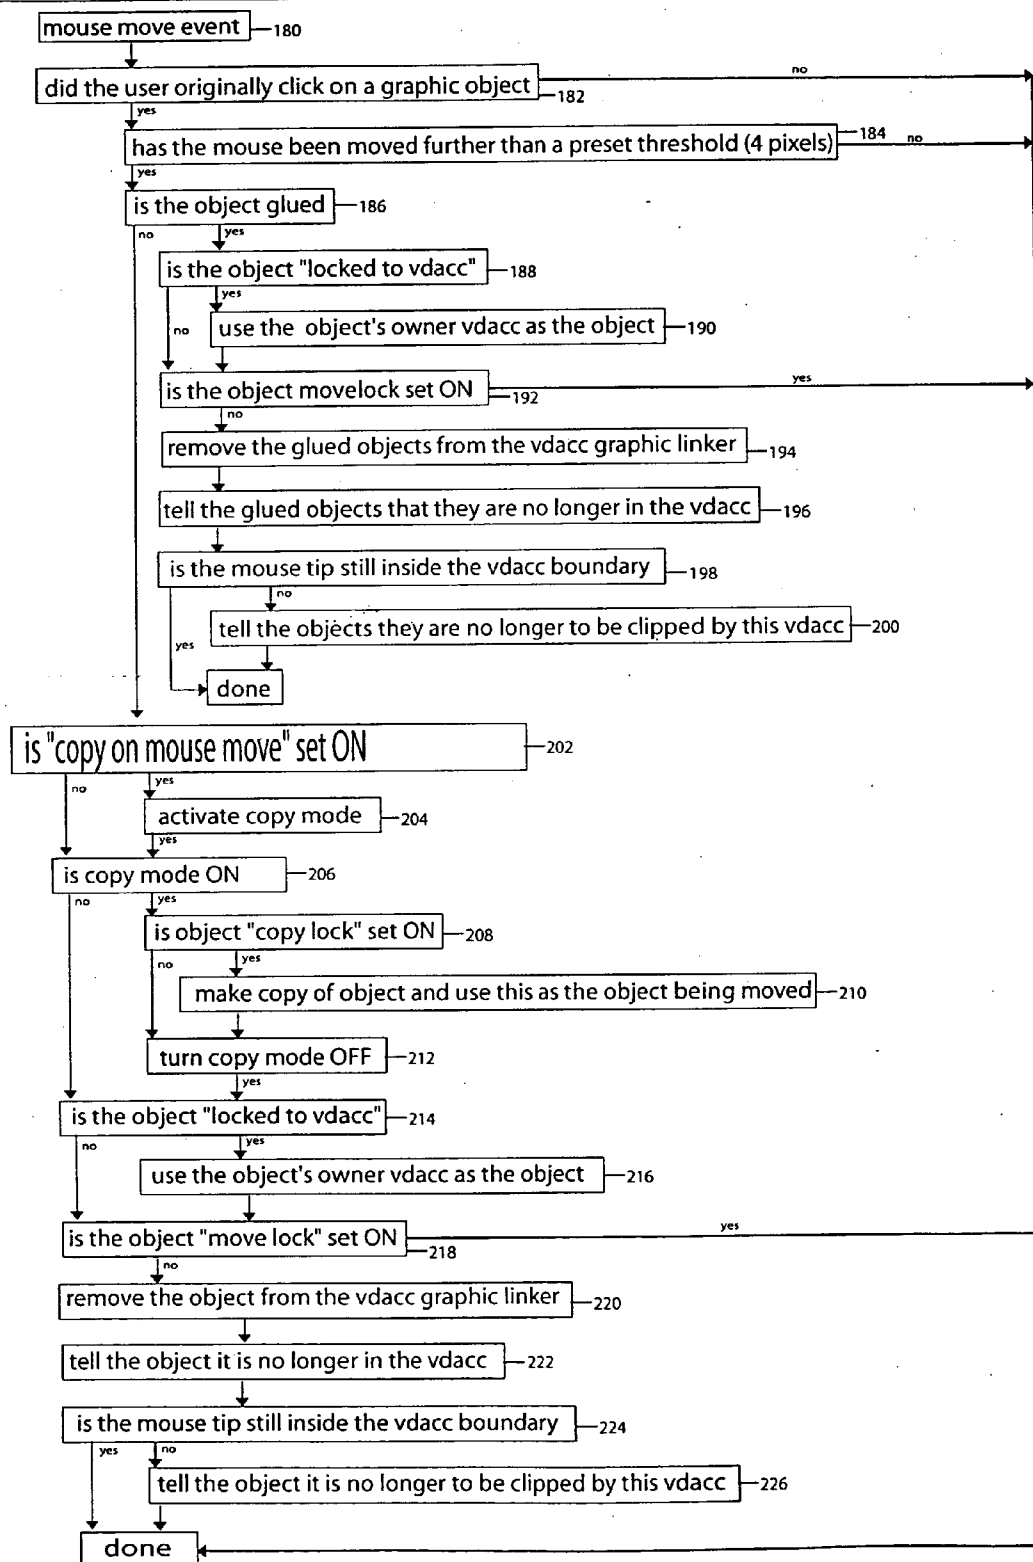 mouse move event 180
did the user originally click on a graphic object 182
no
yes
has the mouse been moved further than a preset threshold (4 pixels) 184
no
yes
is the object glued 186
no
yes
is the object "locked to vdacc" 188
yes
no
use the object's owner vdacc as the object 190
is the object movelock set ON 192
yes
no
remove the glued objects from the vdacc graphic linker 194
tell the glued objects that they are no longer in the vdacc 196
is the mouse tip still inside the vdacc boundary 198
no
yes
tell the objects they are no longer to be clipped by this vdacc 200
done
is "copy on mouse move" set ON 202
no
yes
activate copy mode 204
yes
is copy mode ON 206
no
yes
is object "copy lock" set ON 208
no
yes
make copy of object and use this as the object being moved 210
turn copy mode OFF 212
yes
is the object "locked to vdacc" 214
no
yes
use the object's owner vdacc as the object 216
is the object "move lock" set ON 218
yes
no
remove the object from the vdacc graphic linker 220
tell the object it is no longer in the vdacc 222
is the mouse tip still inside the vdacc boundary 224
yes
no
tell the object it is no longer to be clipped by this vdacc 226
done